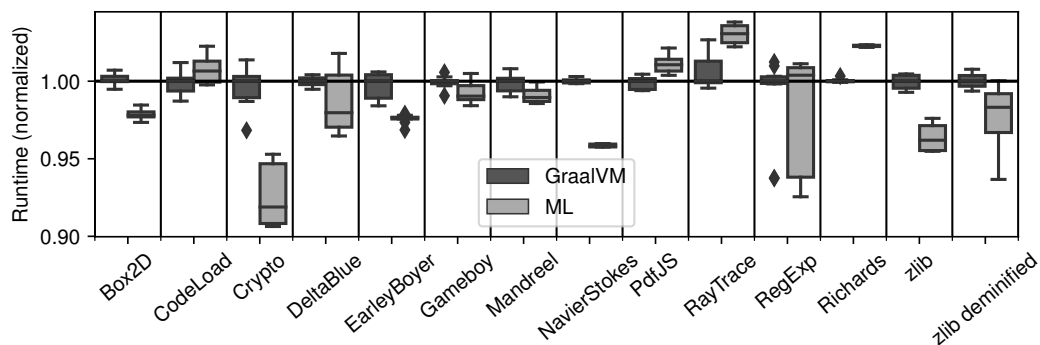 Runtime (normalized)
1.00
0.95
0.90
GraalVM
ML
Box2D
CodeLoad
Crypto
DeltaBlue
EarleyBoyer
Gameboy
Mandreel
NavierStokes
PdfJS
RayTrace
RegExp
Richards
zlib
zlib deminified